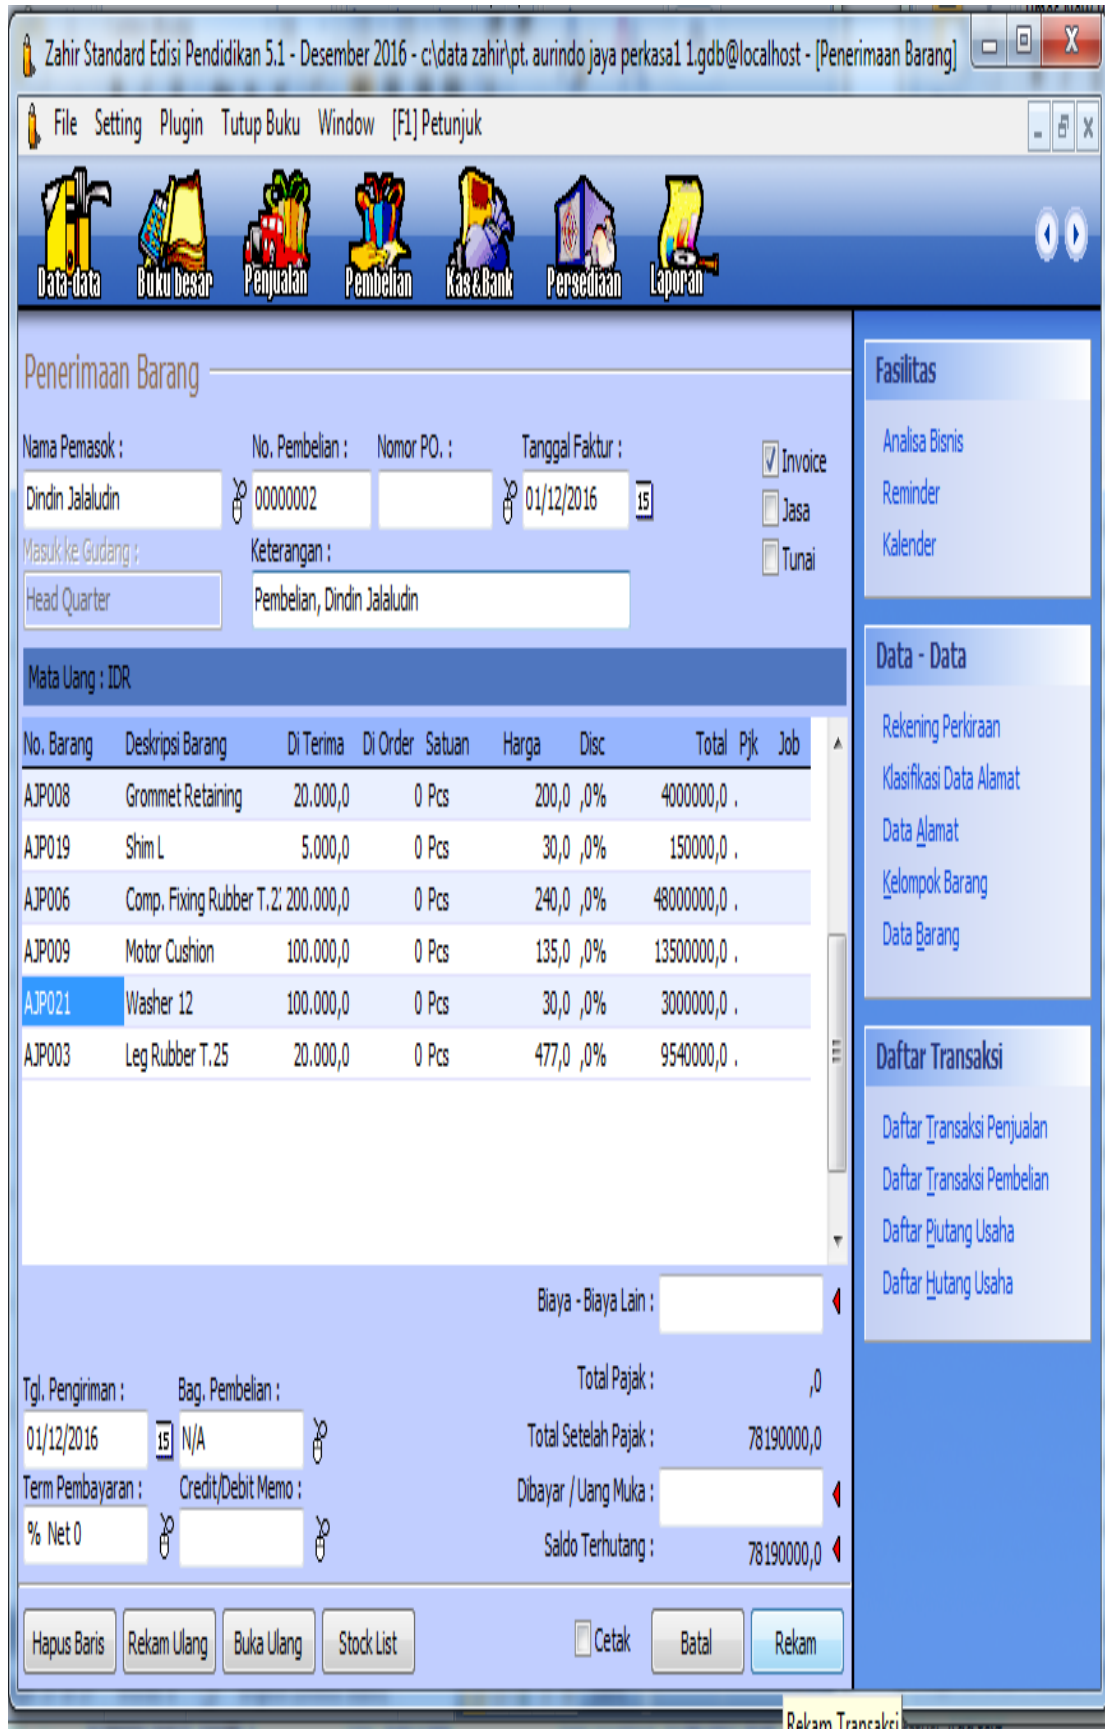 Zahir Standard Edisi Pendidikan 5.1 - Desember 2016 - c:\data zahir\pt. aurindo jaya perkasa1 1.gdb@localhost - [Penerimaan Barang]
File Setting Plugin Tutup Buku Window [F1] Petunjuk
Data-data Buku besar Penjualan Pembelian Kas&Bank Persediaan Laporan
Penerimaan Barang
Nama Pemasok : No. Pembelian : Nomor PO. : Tanggal Faktur :
Dindin Jalaludin 00000002 01/12/2016 15
Invoice
Jasa
Tunai
Masuk ke Gudang : Keterangan :
Head Quarter Pembelian, Dindin Jalaludin
Mata Uang : IDR
No. Barang Deskripsi Barang Di Terima Di Order Satuan Harga Disc Total Pjk Job
AJP008 Grommet Retaining 20.000,0 0 Pcs 200,0 ,0% 4000000,0 .
AJP019 Shim L 5.000,0 0 Pcs 30,0 ,0% 150000,0 .
AJP006 Comp. Fixing Rubber T.2 200.000,0 0 Pcs 240,0 ,0% 48000000,0 .
AJP009 Motor Cushion 100.000,0 0 Pcs 135,0 ,0% 13500000,0 .
AJP021 Washer 12 100.000,0 0 Pcs 30,0 ,0% 3000000,0 .
AJP003 Leg Rubber T.25 20.000,0 0 Pcs 477,0 ,0% 9540000,0 .
Biaya - Biaya Lain :
Total Pajak : ,0
Total Setelah Pajak : 78190000,0
Dibayar / Uang Muka :
Saldo Terhutang : 78190000,0
Tgl. Pengiriman : Bag. Pembelian :
01/12/2016 15 N/A
Term Pembayaran : Credit/Debit Memo :
% Net 0
Hapus Baris Rekam Ulang Buka Ulang Stock List Cetak Batal Rekam
Rekam Transaksi
Fasilitas
Analisa Bisnis
Reminder
Kalender
Data - Data
Rekening Perkiraan
Klasifikasi Data Alamat
Data Alamat
Kelompok Barang
Data Barang
Daftar Transaksi
Daftar Transaksi Penjualan
Daftar Transaksi Pembelian
Daftar Piutang Usaha
Daftar Hutang Usaha